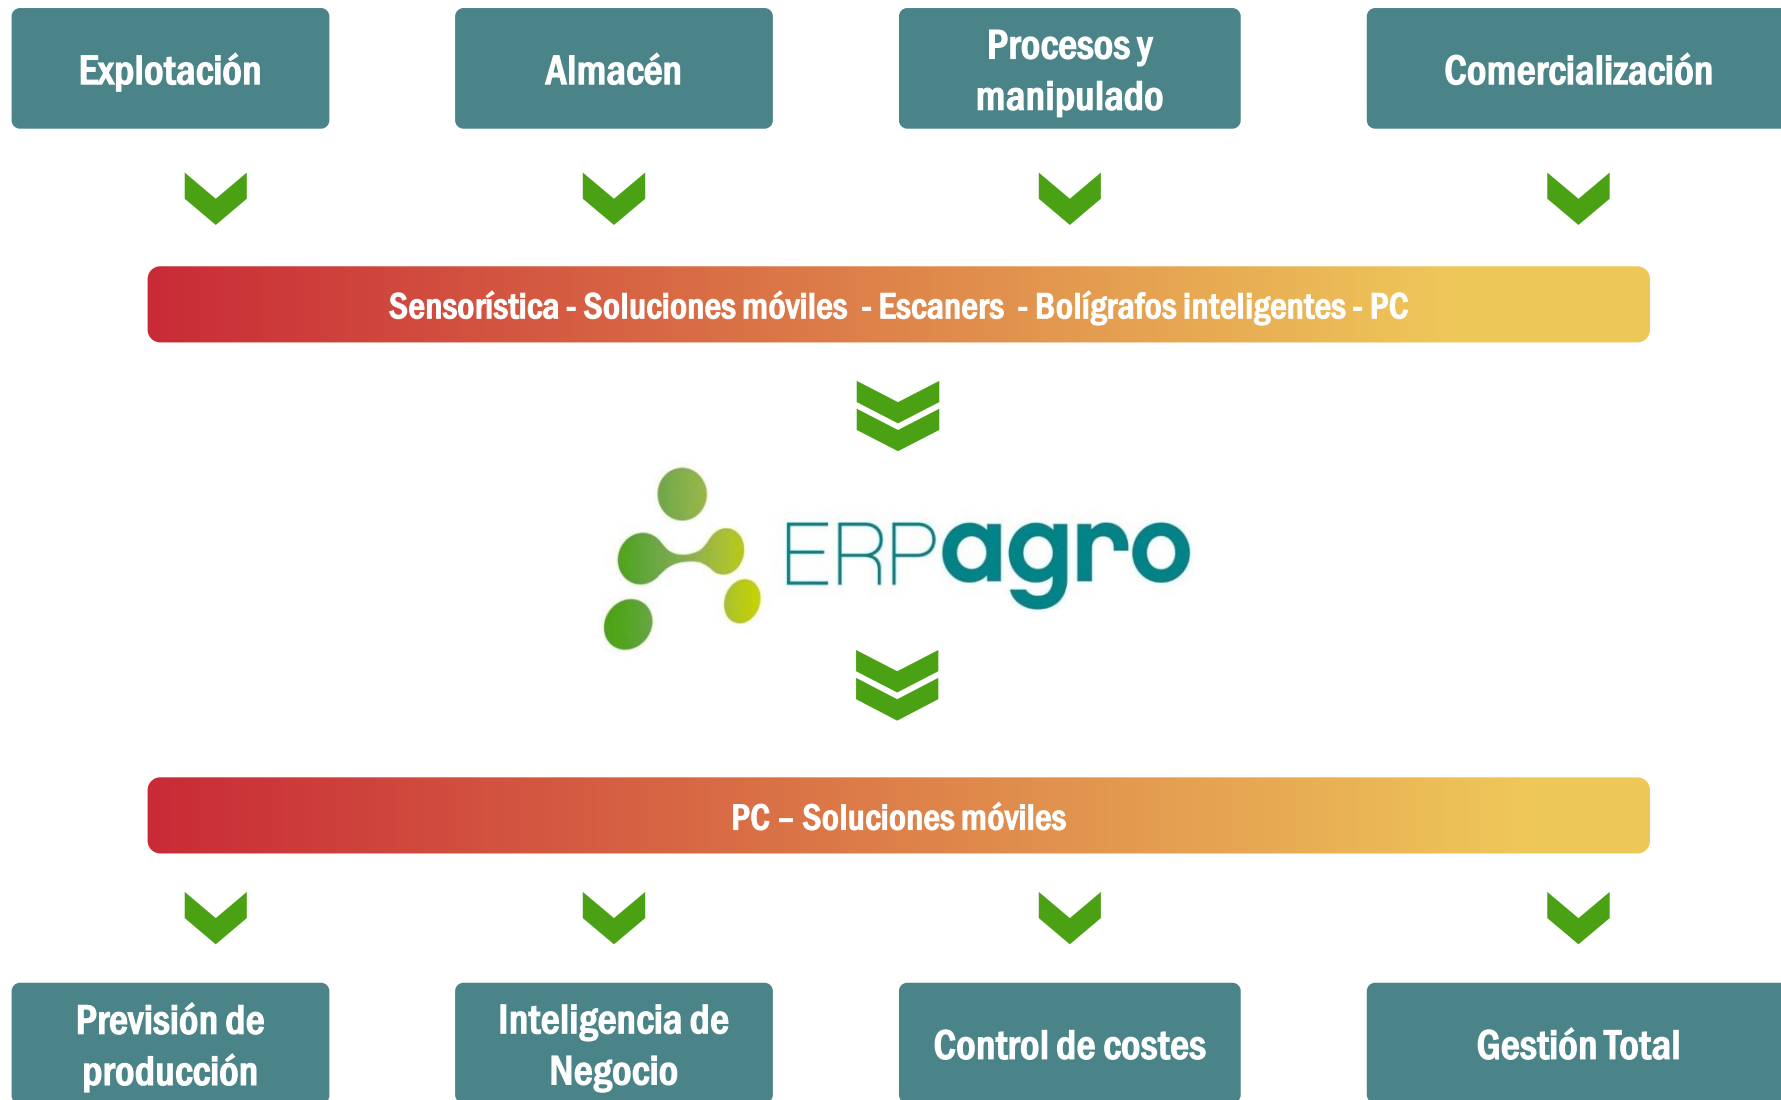 Explotación
Almacén
Procesos y
manipulado
Comercialización
Sensorística - Soluciones móviles - Escaners - Bolígrafos inteligentes - PC
ERPagro
PC – Soluciones móviles
Previsión de
producción
Inteligencia de
Negocio
Control de costes
Gestión Total